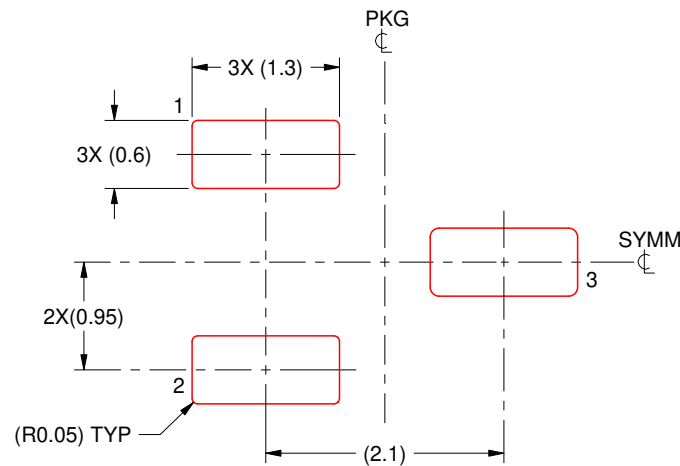 PKG
℄
3X (1.3)
1
3X (0.6)
SYMM
℄
3
2X(0.95)
2
(R0.05) TYP
(2.1)